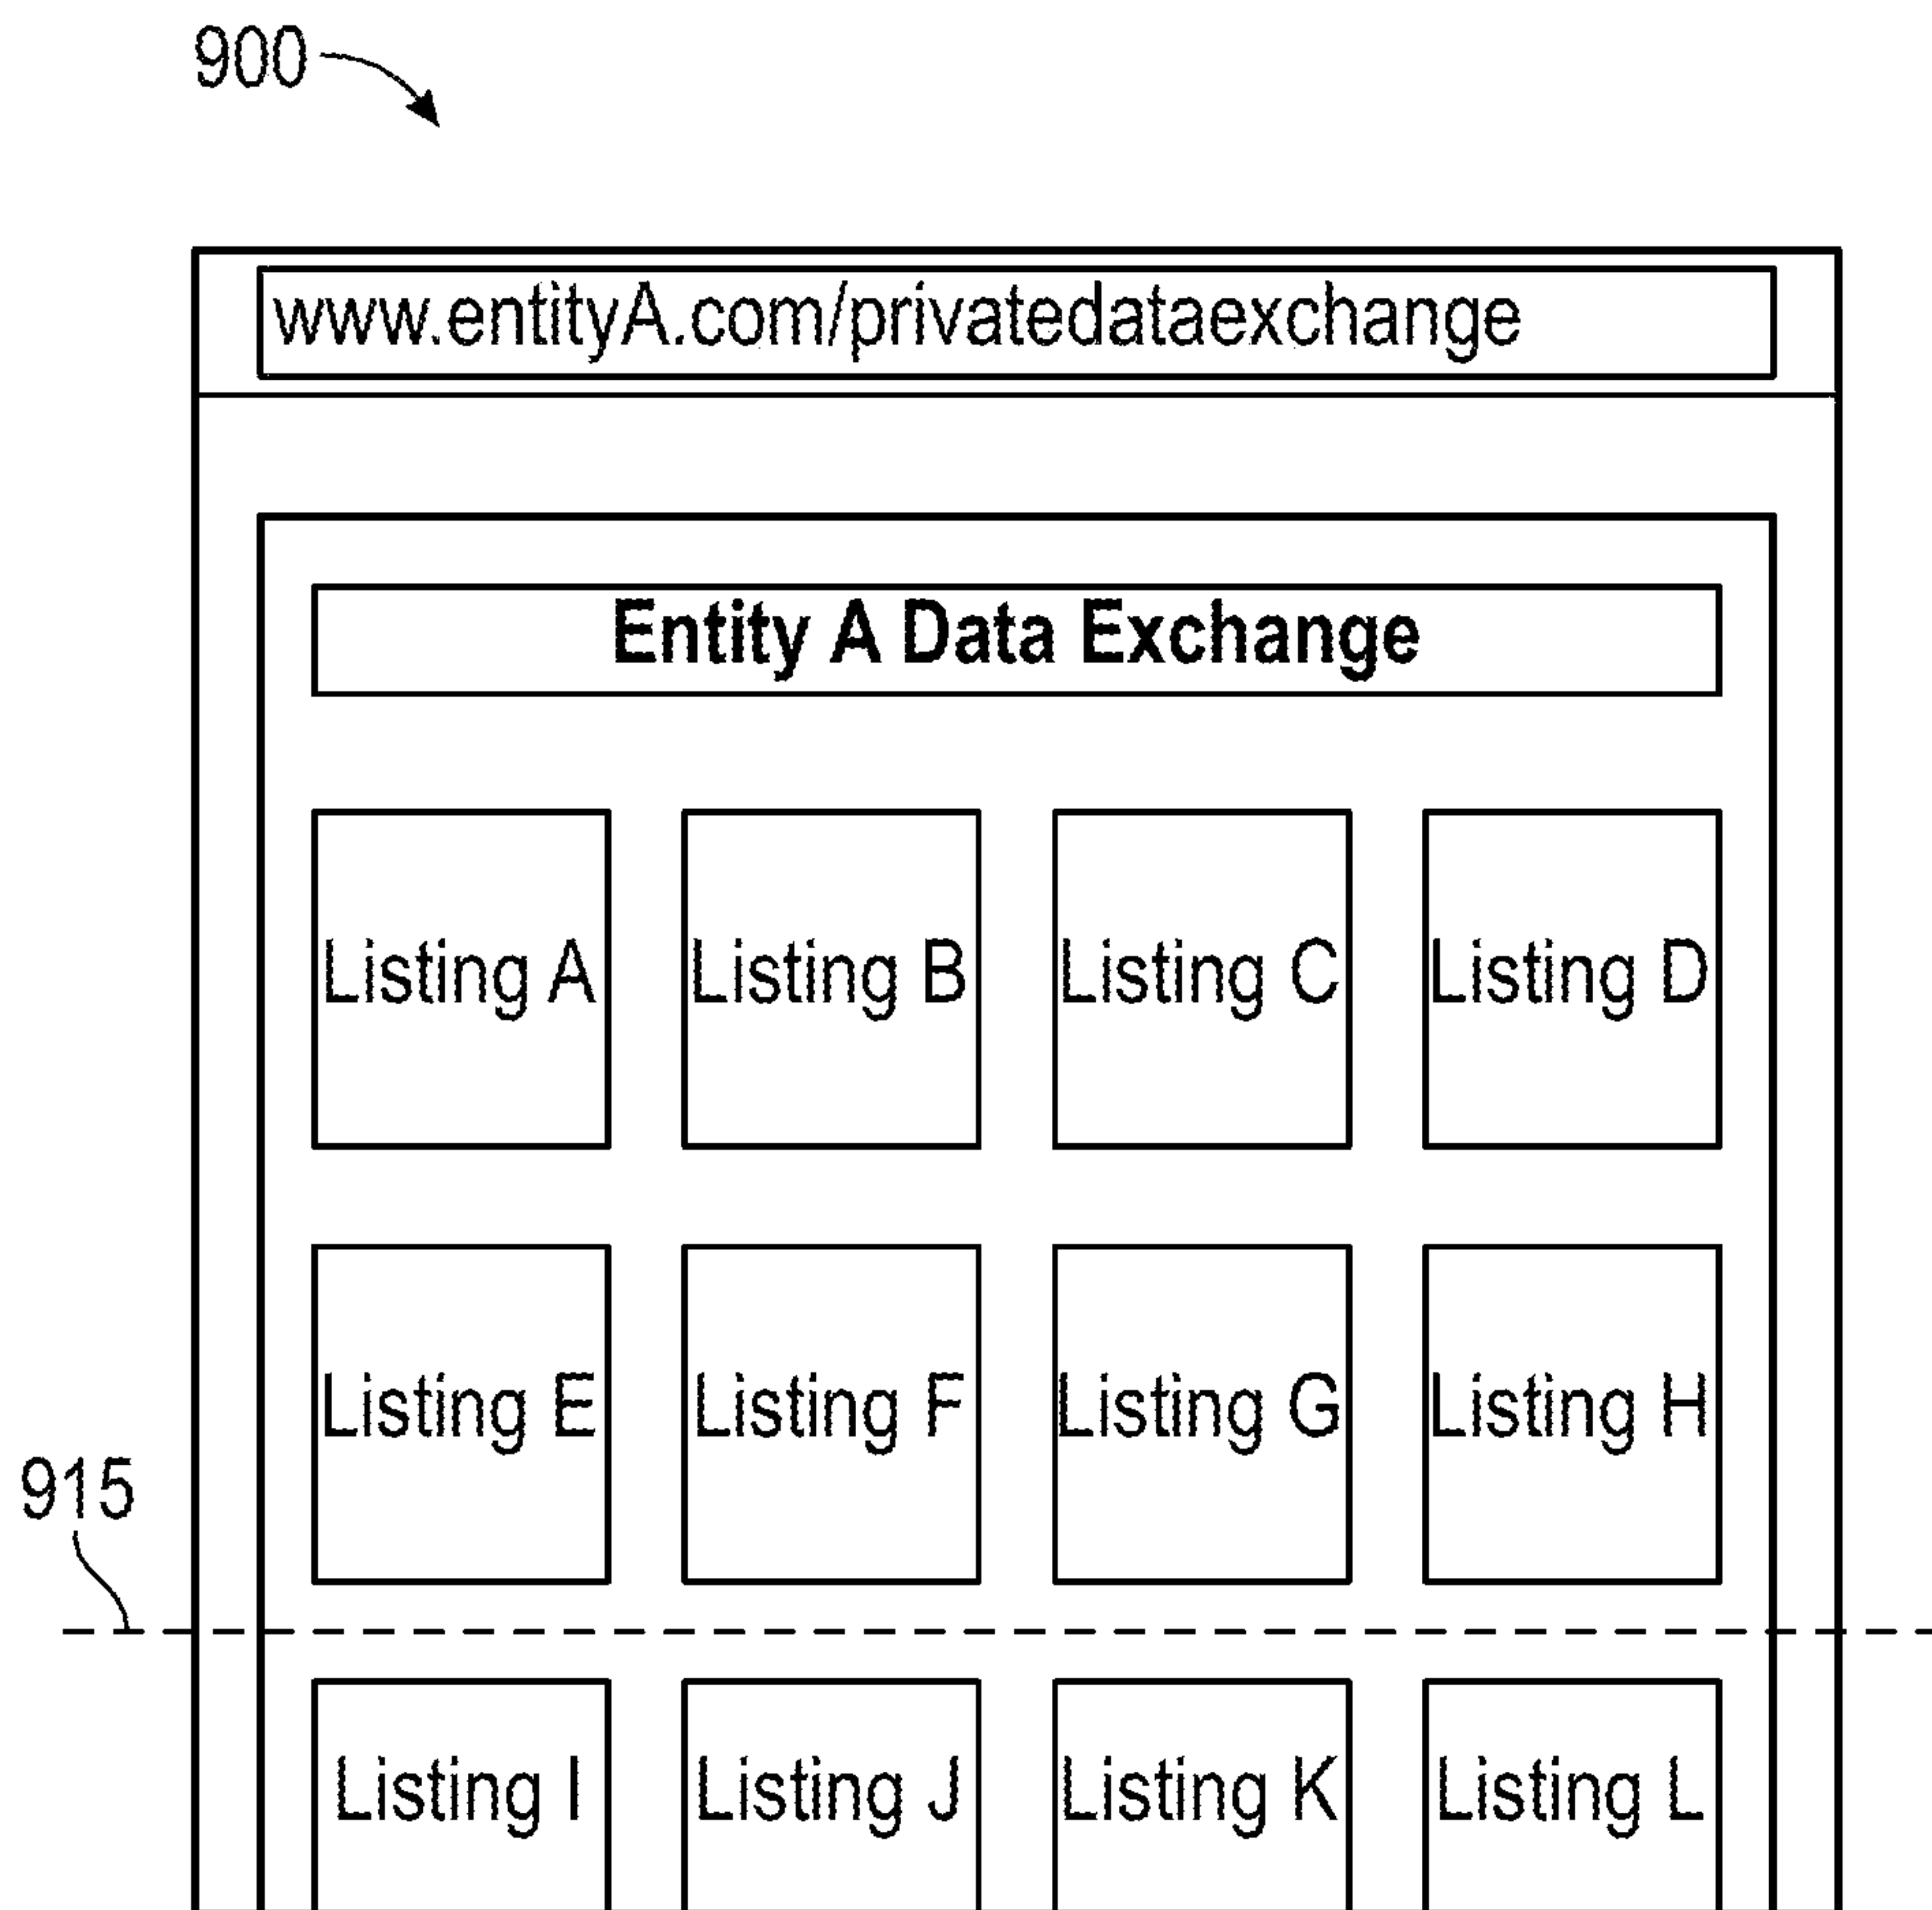 900
www.entityA.com/privatedataexchange
Entity A Data Exchange
Listing A Listing B Listing C Listing D
Listing E Listing F Listing G Listing H
915
Listing I Listing J Listing K Listing L